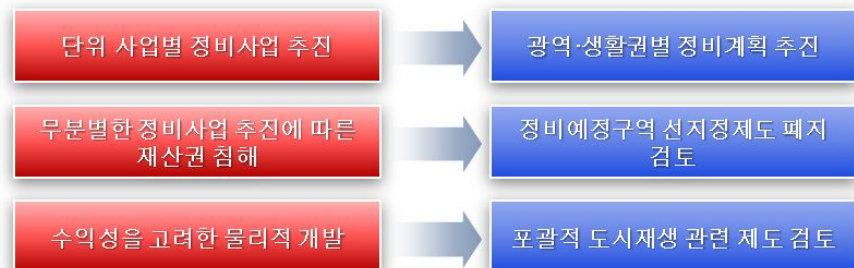 단위 사업별 정비사업 추진
광역·생활권별 정비계획 추진
무분별한 정비사업 추진에 따른
재산권 침해
정비예정구역 선지정제도 폐지
검토
수익성을 고려한 물리적 개발
포괄적 도시재생 관련 제도 검토